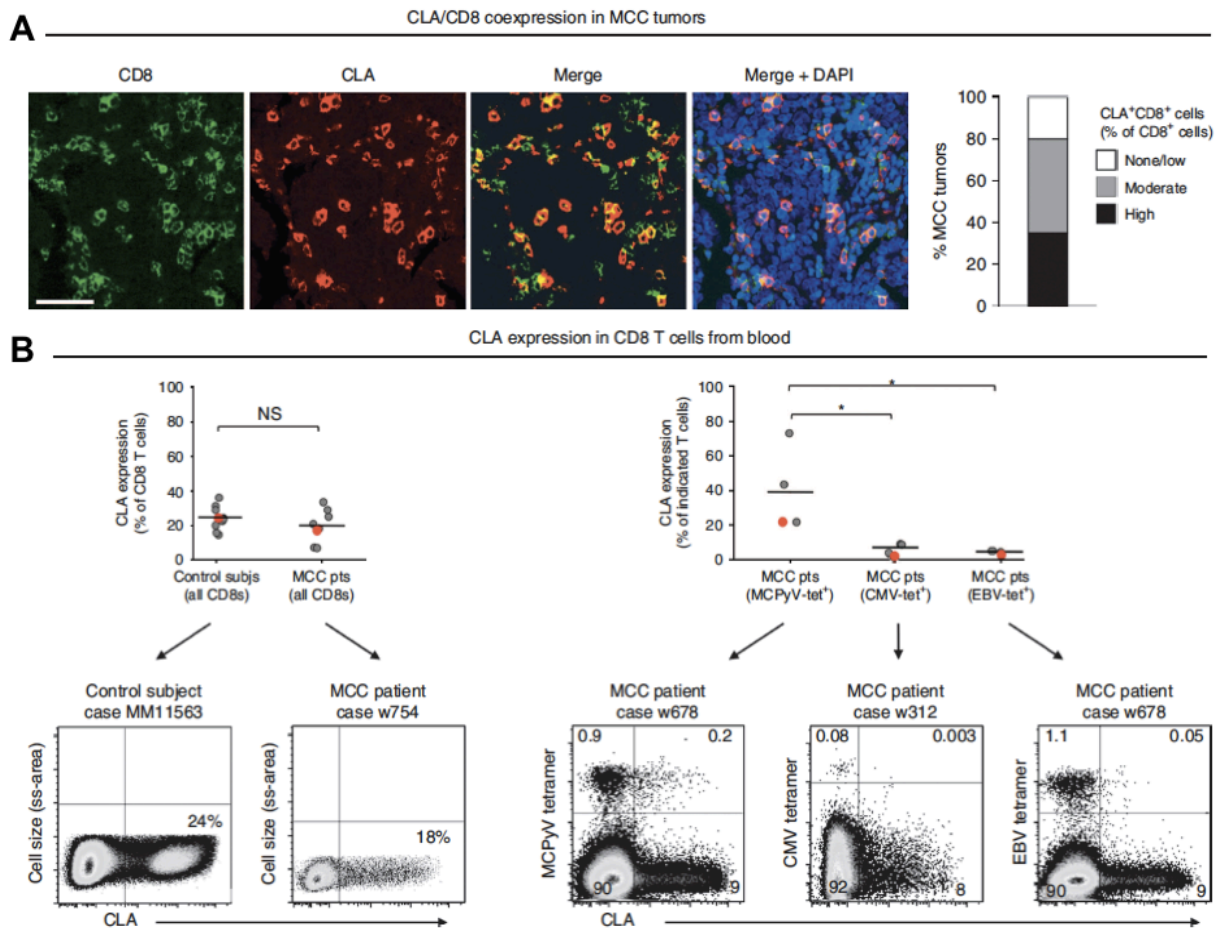 A
CLA/CD8 coexpression in MCC tumors
CD8
CLA
Merge
Merge + DAPI
% MCC tumors
100
80
60
40
20
0
CLA+CD8+ cells
(% of CD8+ cells)
None/low
Moderate
High
B
CLA expression in CD8 T cells from blood
CLA expression
(% of CD8 T cells)
100
80
60
40
20
0
NS
Control subjs
(all CD8s)
MCC pts
(all CD8s)
CLA expression
(% of indicated T cells)
100
80
60
40
20
0
*
*
MCC pts
(MCPyV-tet+)
MCC pts
(CMV-tet+)
MCC pts
(EBV-tet+)
Control subject
case MM11563
Cell size (ss-area)
24%
MCC patient
case w754
Cell size (ss-area)
18%
CLA
MCC patient
case w678
MCPyV tetramer
0.9
0.2
90
9
MCC patient
case w312
CMV tetramer
0.08
0.003
92
8
MCC patient
case w678
EBV tetramer
1.1
0.05
90
9
CLA